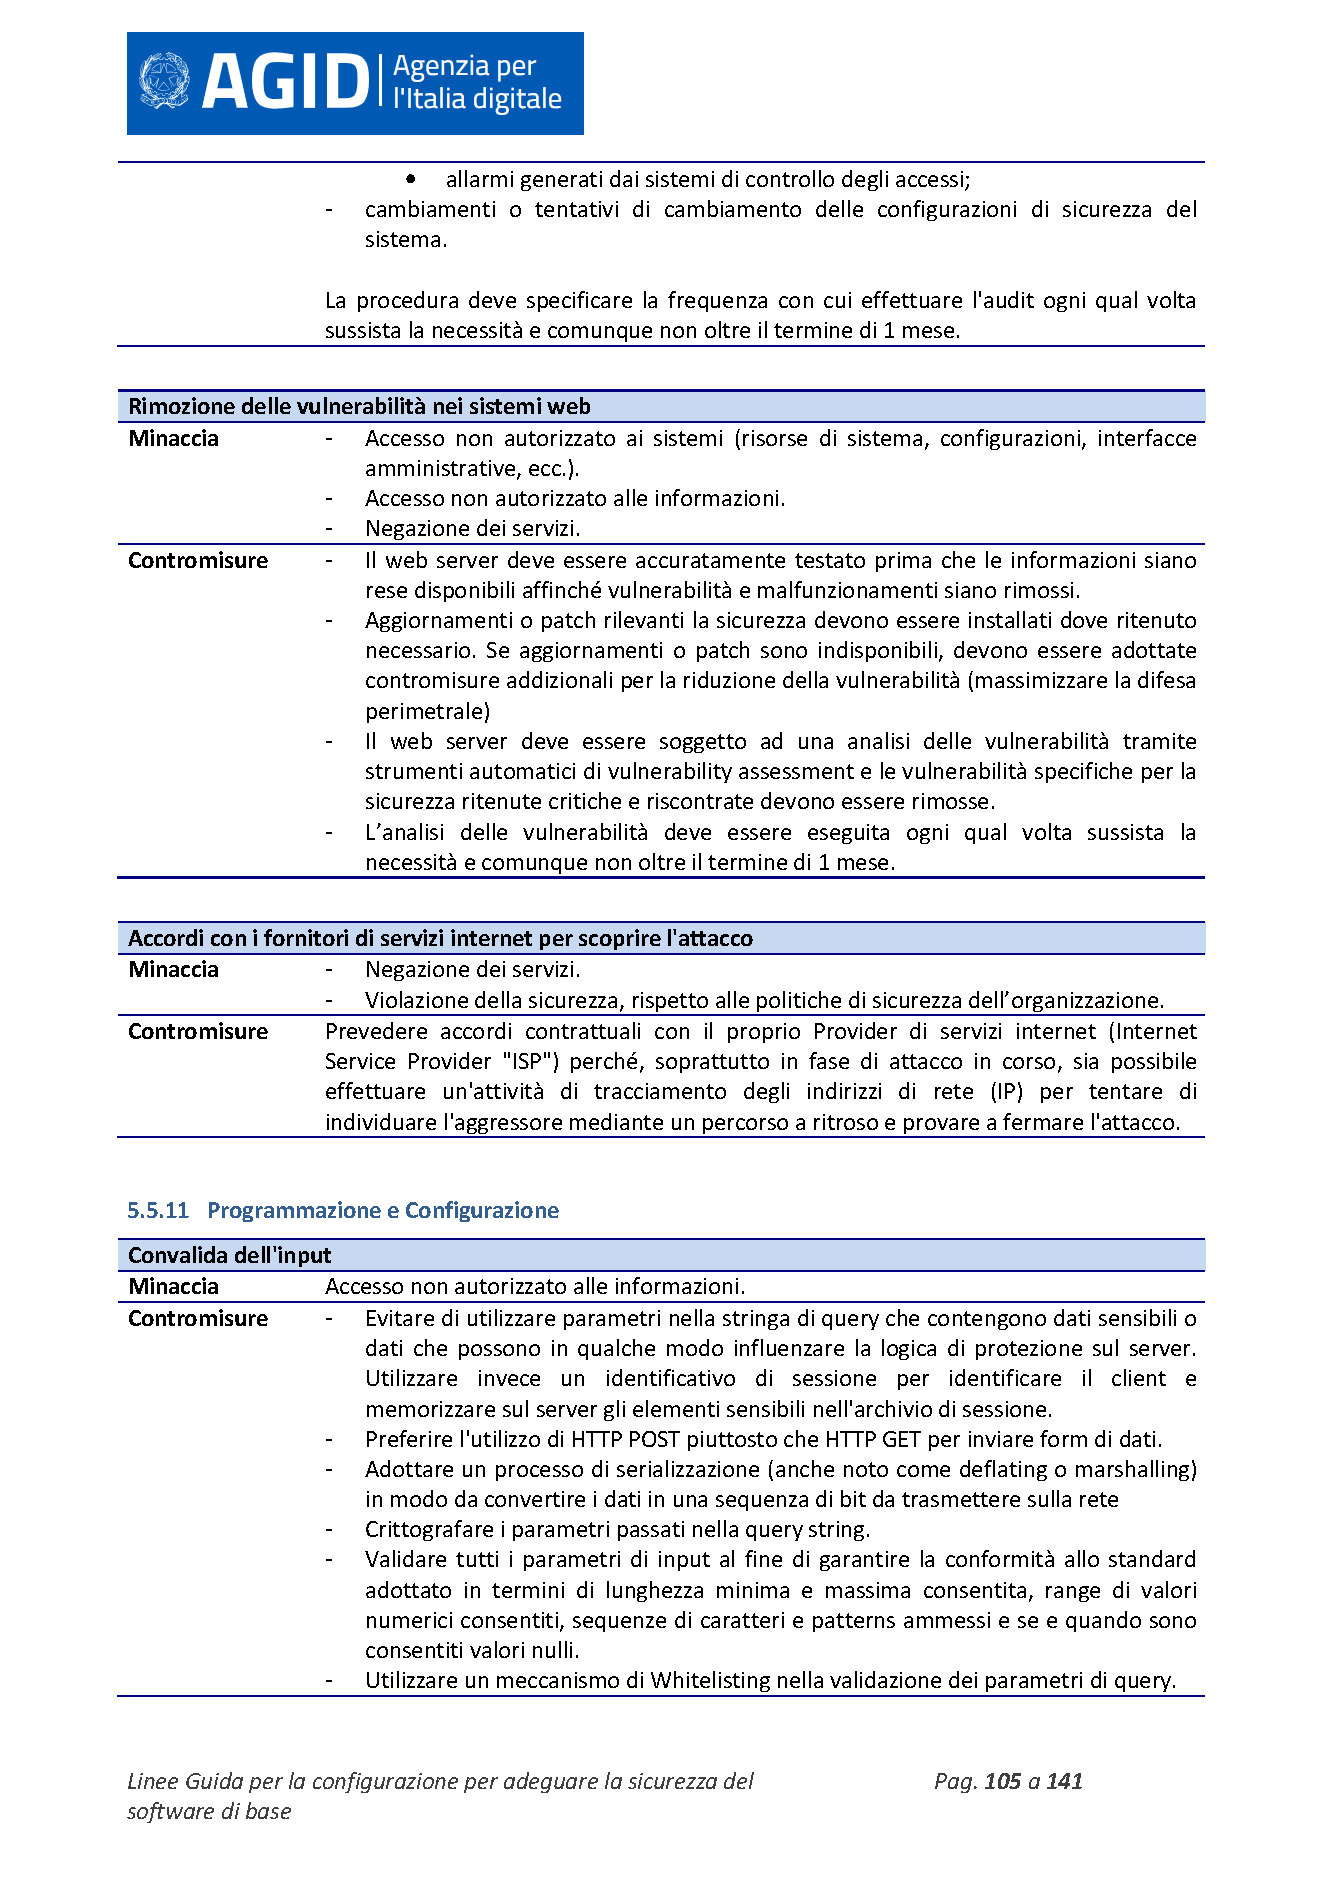 AGID
Agenzia per
l'Italia digitale
• allarmi generati dai sistemi di controllo degli accessi;
- cambiamenti o tentativi di cambiamento delle configurazioni di sicurezza del
sistema.
La procedura deve specificare la frequenza con cui effettuare l'audit ogni qual volta
sussista la necessità e comunque non oltre il termine di 1 mese.
Rimozione delle vulnerabilità nei sistemi web
Minaccia - Accesso non autorizzato ai sistemi (risorse di sistema, configurazioni, interfacce
amministrative, ecc.).
- Accesso non autorizzato alle informazioni.
- Negazione dei servizi.
Contromisure - Il web server deve essere accuratamente testato prima che le informazioni siano
rese disponibili affinché vulnerabilità e malfunzionamenti siano rimossi.
- Aggiornamenti o patch rilevanti la sicurezza devono essere installati dove ritenuto
necessario. Se aggiornamenti o patch sono indisponibili, devono essere adottate
contromisure addizionali per la riduzione della vulnerabilità (massimizzare la difesa
perimetrale)
- Il web server deve essere soggetto ad una analisi delle vulnerabilità tramite
strumenti automatici di vulnerability assessment e le vulnerabilità specifiche per la
sicurezza ritenute critiche e riscontrate devono essere rimosse.
- L’analisi delle vulnerabilità deve essere eseguita ogni qual volta sussista la
necessità e comunque non oltre il termine di 1 mese.
Accordi con i fornitori di servizi internet per scoprire l'attacco
Minaccia - Negazione dei servizi.
- Violazione della sicurezza, rispetto alle politiche di sicurezza dell’organizzazione.
Contromisure Prevedere accordi contrattuali con il proprio Provider di servizi internet (Internet
Service Provider "ISP") perché, soprattutto in fase di attacco in corso, sia possibile
effettuare un'attività di tracciamento degli indirizzi di rete (IP) per tentare di
individuare l'aggressore mediante un percorso a ritroso e provare a fermare l'attacco.
5.5.11 Programmazione e Configurazione
Convalida dell'input
Minaccia Accesso non autorizzato alle informazioni.
Contromisure - Evitare di utilizzare parametri nella stringa di query che contengono dati sensibili o
dati che possono in qualche modo influenzare la logica di protezione sul server.
Utilizzare invece un identificativo di sessione per identificare il client e
memorizzare sul server gli elementi sensibili nell'archivio di sessione.
- Preferire l'utilizzo di HTTP POST piuttosto che HTTP GET per inviare form di dati.
- Adottare un processo di serializzazione (anche noto come deflating o marshalling)
in modo da convertire i dati in una sequenza di bit da trasmettere sulla rete
- Crittografare i parametri passati nella query string.
- Validare tutti i parametri di input al fine di garantire la conformità allo standard
adottato in termini di lunghezza minima e massima consentita, range di valori
numerici consentiti, sequenze di caratteri e patterns ammessi e se e quando sono
consentiti valori nulli.
- Utilizzare un meccanismo di Whitelisting nella validazione dei parametri di query.
Linee Guida per la configurazione per adeguare la sicurezza del Pag. 105 a 141
software di base